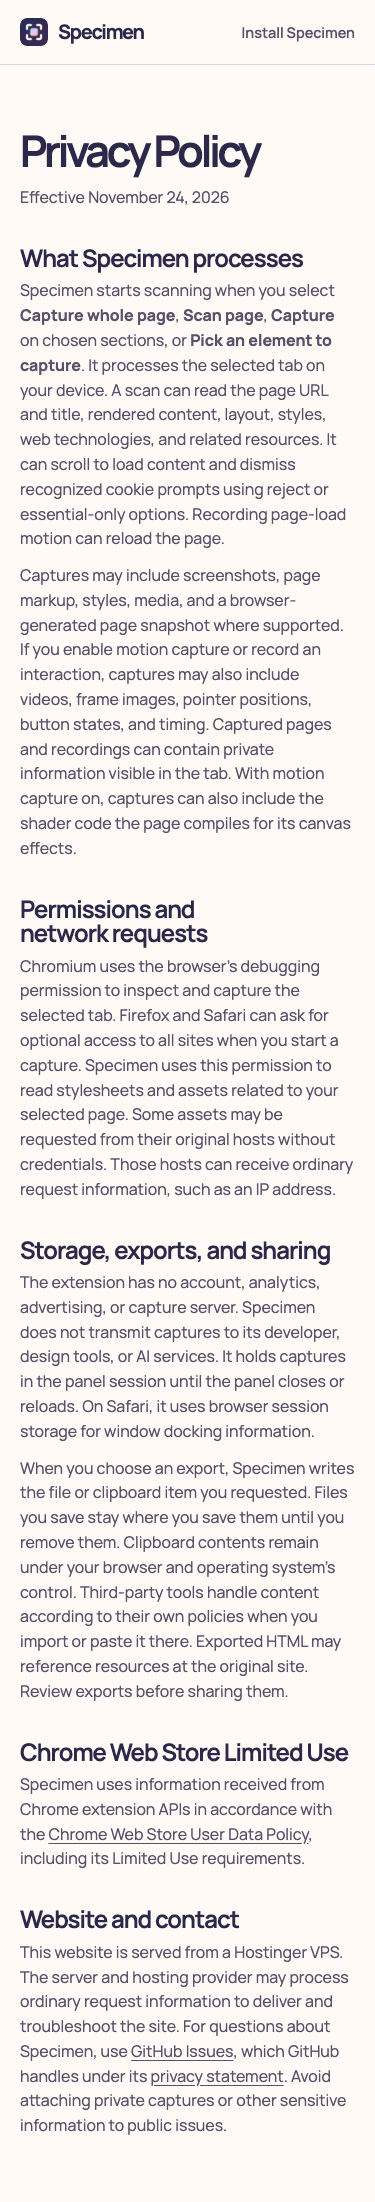 Specimen
Install Specimen
Privacy Policy
Effective November 24, 2026
What Specimen processes
Specimen starts scanning when you select
Capture whole page, Scan page, Capture
on chosen sections, or Pick an element to
capture. It processes the selected tab on
your device. A scan can read the page URL
and title, rendered content, layout, styles,
web technologies, and related resources. It
can scroll to load content and dismiss
recognized cookie prompts using reject or
essential-only options. Recording page-load
motion can reload the page.
Captures may include screenshots, page
markup, styles, media, and a browser-
generated page snapshot where supported.
If you enable motion capture or record an
interaction, captures may also include
videos, frame images, pointer positions,
button states, and timing. Captured pages
and recordings can contain private
information visible in the tab. With motion
capture on, captures can also include the
shader code the page compiles for its canvas
effects.
Permissions and
network requests
Chromium uses the browser’s debugging
permission to inspect and capture the
selected tab. Firefox and Safari can ask for
optional access to all sites when you start a
capture. Specimen uses this permission to
read stylesheets and assets related to your
selected page. Some assets may be
requested from their original hosts without
credentials. Those hosts can receive ordinary
request information, such as an IP address.
Storage, exports, and sharing
The extension has no account, analytics,
advertising, or capture server. Specimen
does not transmit captures to its developer,
design tools, or AI services. It holds captures
in the panel session until the panel closes or
reloads. On Safari, it uses browser session
storage for window docking information.
When you choose an export, Specimen writes
the file or clipboard item you requested. Files
you save stay where you save them until you
remove them. Clipboard contents remain
under your browser and operating system’s
control. Third-party tools handle content
according to their own policies when you
import or paste it there. Exported HTML may
reference resources at the original site.
Review exports before sharing them.
Chrome Web Store Limited Use
Specimen uses information received from
Chrome extension APIs in accordance with
the Chrome Web Store User Data Policy,
including its Limited Use requirements.
Website and contact
This website is served from a Hostinger VPS.
The server and hosting provider may process
ordinary request information to deliver and
troubleshoot the site. For questions about
Specimen, use GitHub Issues, which GitHub
handles under its privacy statement. Avoid
attaching private captures or other sensitive
information to public issues.